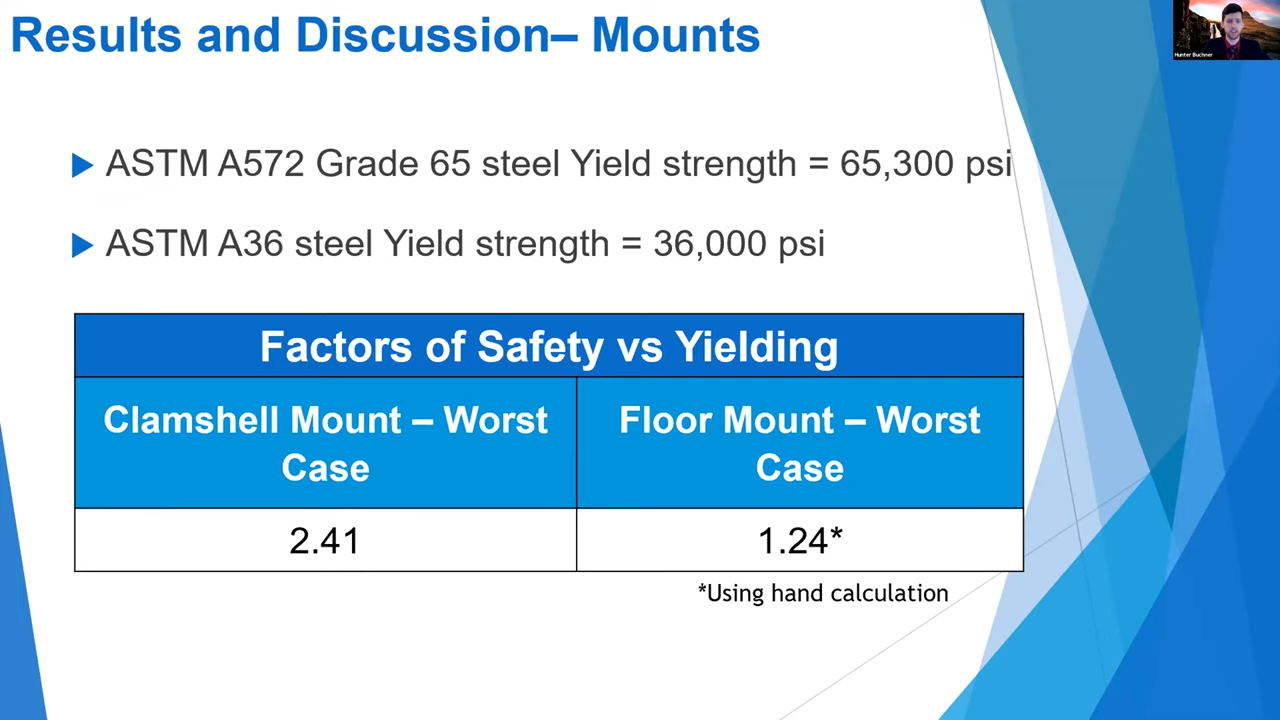 Results and Discussion– Mounts
Hunter Buchner
ASTM A572 Grade 65 steel Yield strength = 65,300 psi
ASTM A36 steel Yield strength = 36,000 psi
Factors of Safety vs Yielding
Clamshell Mount – Worst
Case
Floor Mount – Worst
Case
2.41
1.24*
*Using hand calculation